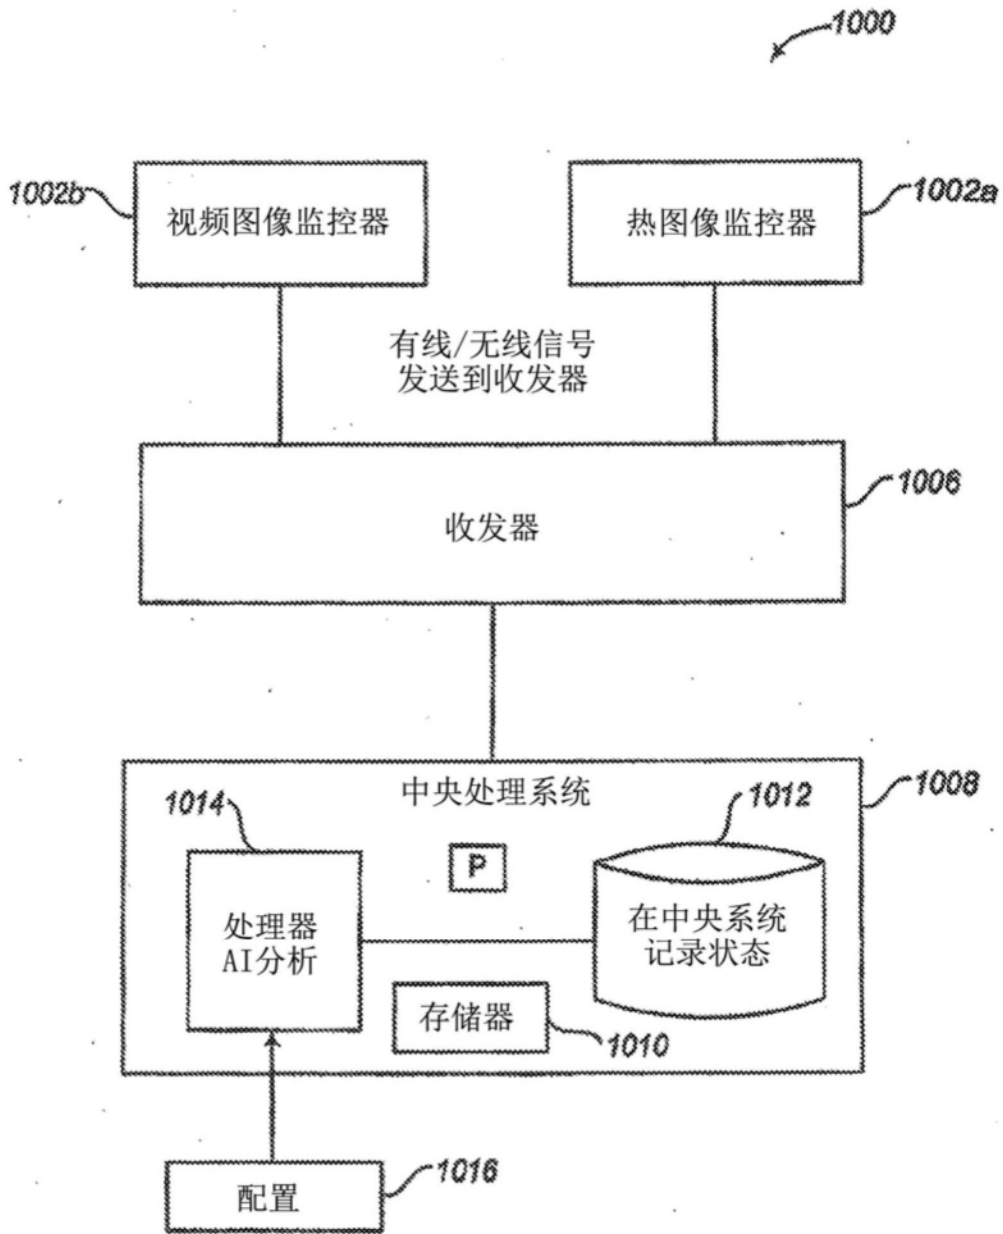 1000
1002b
视频图像监控器
热图像监控器
1002a
有线/无线信号
发送到收发器
1006
收发器
中央处理系统
1008
1014
1012
P
处理器
AI分析
在中央系统
记录状态
存储器
1010
配置
1016